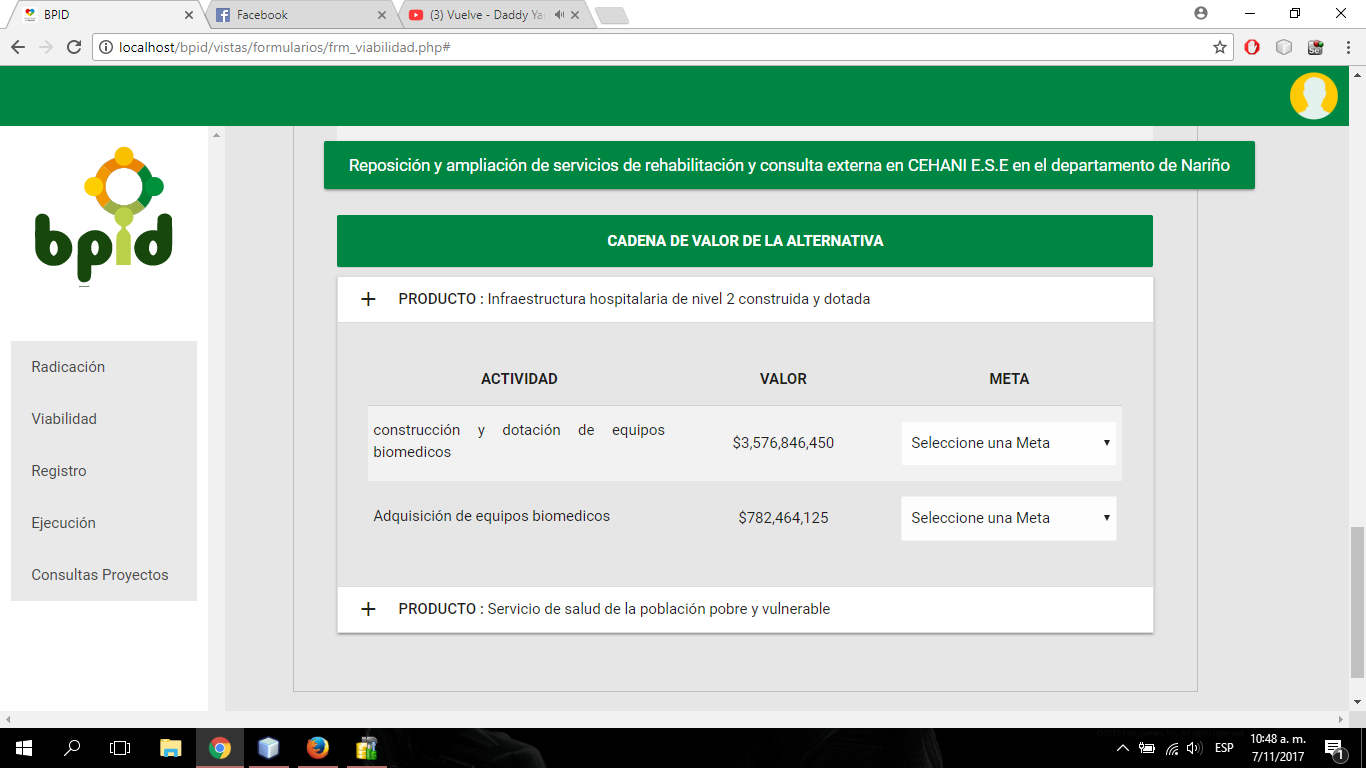 BPID
Facebook
(3) Vuelve - Daddy Ya
localhost/bpid/vistas/formularios/frm_viabilidad.php#
Reposición y ampliación de servicios de rehabilitación y consulta externa en CEHANI E.S.E en el departamento de Nariño
bpid
CADENA DE VALOR DE LA ALTERNATIVA
+ PRODUCTO : Infraestructura hospitalaria de nivel 2 construida y dotada
Radicación
Viabilidad
Registro
Ejecución
Consultas Proyectos
ACTIVIDAD VALOR META
construcción y dotación de equipos
biomedicos
$3,576,846,450
Seleccione una Meta
Adquisición de equipos biomedicos $782,464,125 Seleccione una Meta
+ PRODUCTO : Servicio de salud de la población pobre y vulnerable
ESP
10:48 a. m.
7/11/2017
1